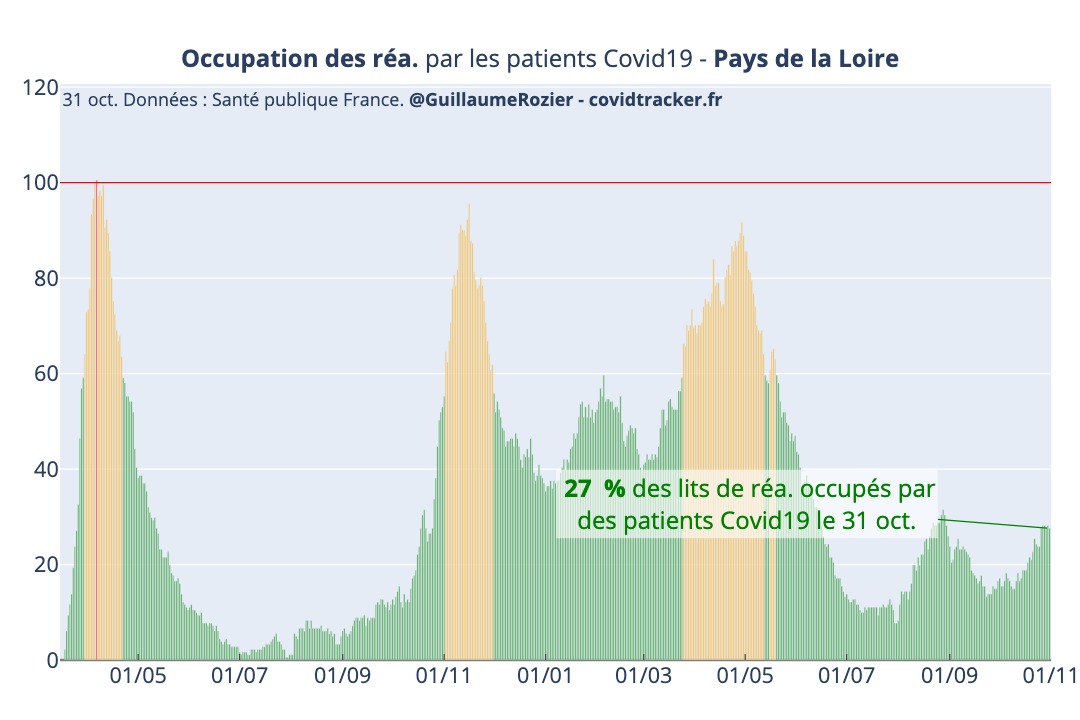 Occupation des réa. par les patients Covid19 - Pays de la Loire
120
31 oct. Données : Santé publique France. @GuillaumeRozier - covidtracker.fr
100
80
60
40
27 % des lits de réa. occupés par
des patients Covid19 le 31 oct.
20
0
01/05 01/07 01/09 01/11 01/01 01/03 01/05 01/07 01/09 01/11